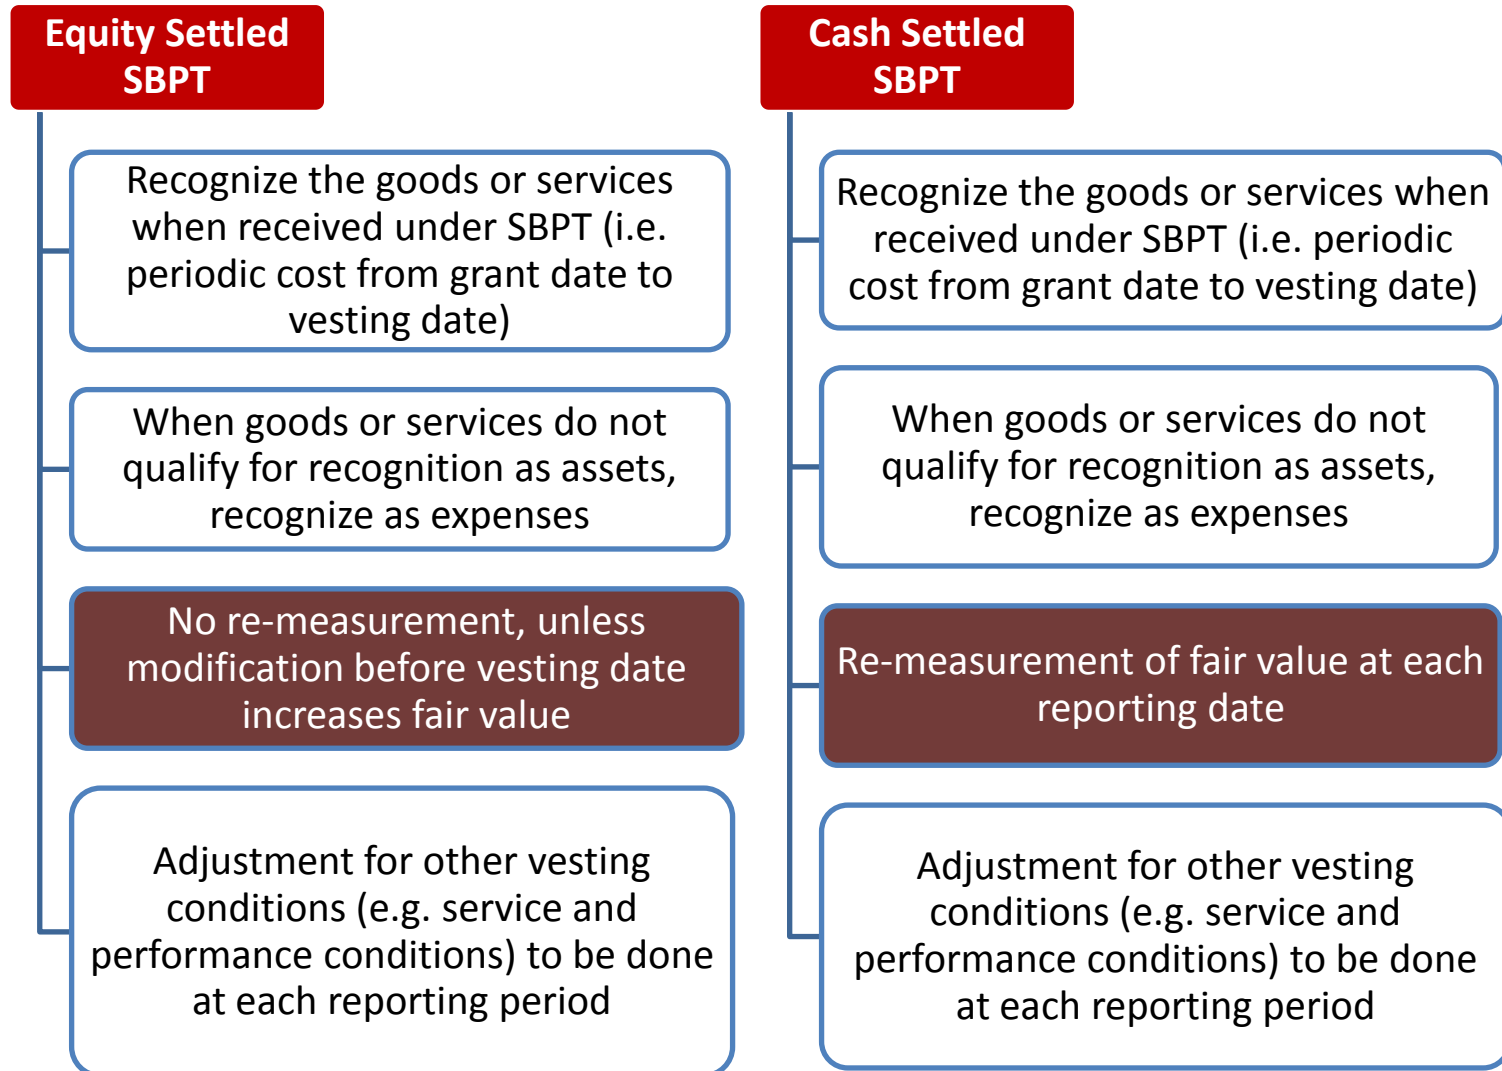 Equity Settled
SBPT
Recognize the goods or services
when received under SBPT (i.e.
periodic cost from grant date to
vesting date)
When goods or services do not
qualify for recognition as assets,
recognize as expenses
No re-measurement, unless
modification before vesting date
increases fair value
Adjustment for other vesting
conditions (e.g. service and
performance conditions) to be done
at each reporting period
Cash Settled
SBPT
Recognize the goods or services when
received under SBPT (i.e. periodic
cost from grant date to vesting date)
When goods or services do not
qualify for recognition as assets,
recognize as expenses
Re-measurement of fair value at each
reporting date
Adjustment for other vesting
conditions (e.g. service and
performance conditions) to be done
at each reporting period